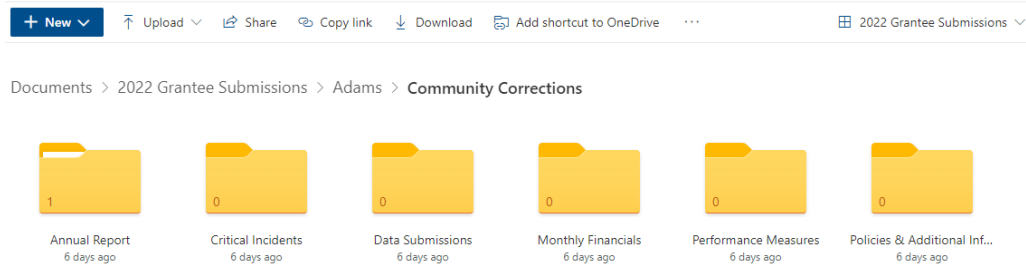 + New Upload Share Copy link Download Add shortcut to OneDrive ... 2022 Grantee Submissions
Documents > 2022 Grantee Submissions > Adams > Community Corrections
1 0 0 0 0 0
Annual Report Critical Incidents Data Submissions Monthly Financials Performance Measures Policies & Additional Inf...
6 days ago 6 days ago 6 days ago 6 days ago 6 days ago 6 days ago